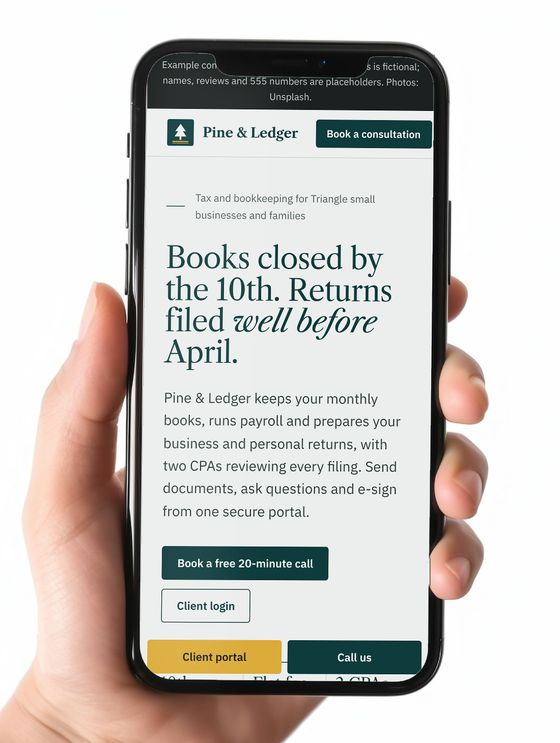 Example con s is fictional;
names, reviews and 555 numbers are placeholders. Photos:
Unsplash.
Pine & Ledger
Book a consultation
Tax and bookkeeping for Triangle small
businesses and families
Books closed by
the 10th. Returns
filed well before
April.
Pine & Ledger keeps your monthly
books, runs payroll and prepares your
business and personal returns, with
two CPAs reviewing every filing. Send
documents, ask questions and e-sign
from one secure portal.
Book a free 20-minute call
Client login
Client portal
Call us